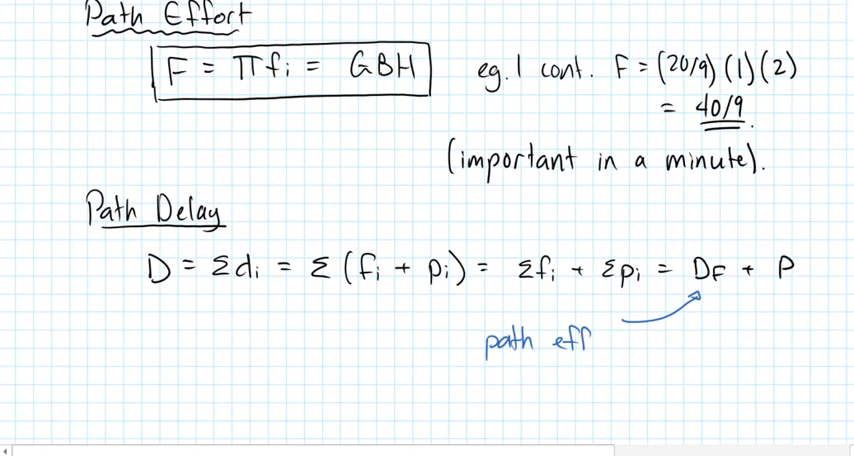 Path Effort
F = πfi = GBH
eg. 1 cont. F = (20/9)(1)(2)
= 40/9.
(important in a minute).
Path Delay
D = Σdi = Σ(fi + pi) = Σfi + Σpi = DF + P
path eff